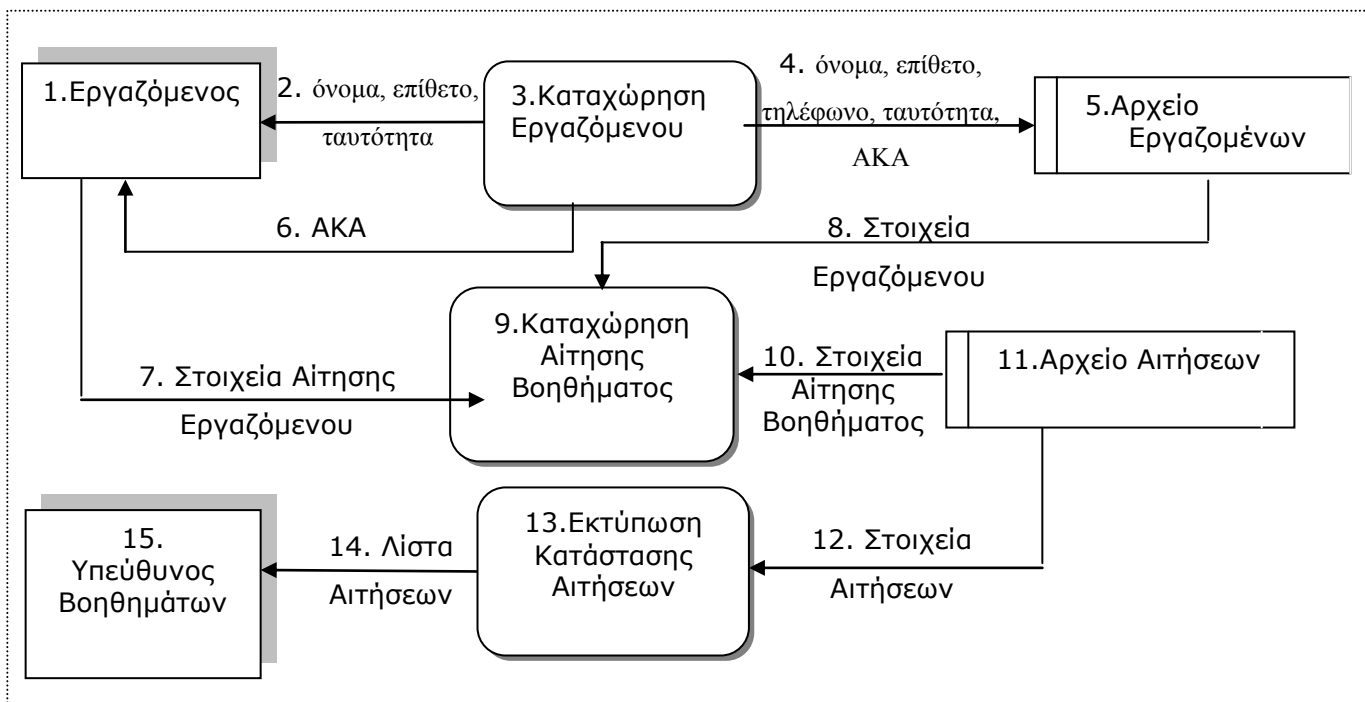 1.Εργαζόμενος
2. όνομα, επίθετο,
ταυτότητα
3.Καταχώρηση
Εργαζόμενου
4. όνομα, επίθετο,
τηλέφωνο, ταυτότητα,
ΑΚΑ
5.Αρχείο
Εργαζομένων
6. ΑΚΑ
8. Στοιχεία
Εργαζόμενου
9.Καταχώρηση
Αίτησης
Βοηθήματος
7. Στοιχεία Αίτησης
Εργαζόμενου
10. Στοιχεία
Αίτησης
Βοηθήματος
11.Αρχείο Αιτήσεων
15.
Υπεύθυνος
Βοηθημάτων
14. Λίστα
Αιτήσεων
13.Εκτύπωση
Κατάστασης
Αιτήσεων
12. Στοιχεία
Αιτήσεων